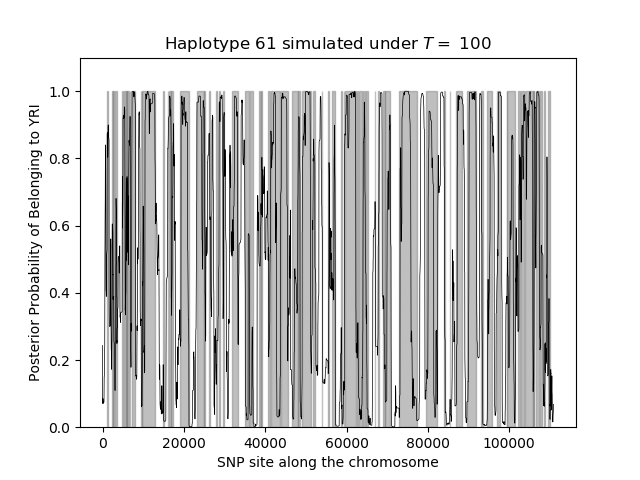 Haplotype 61 simulated under T = 100
Posterior Probability of Belonging to YRI
1.0
0.8
0.6
0.4
0.2
0.0
0 20000 40000 60000 80000 100000
SNP site along the chromosome